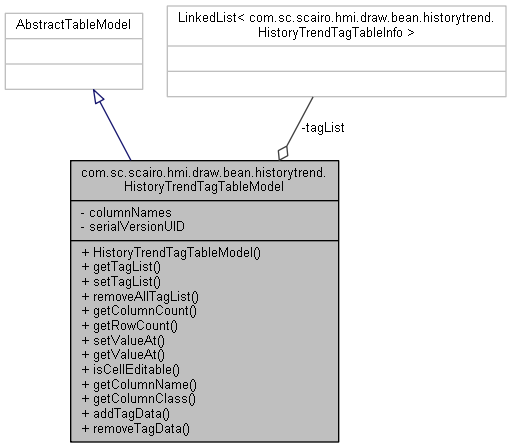 AbstractTableModel
LinkedList< com.sc.scairo.hmi.draw.bean.historytrend.
HistoryTrendTagTableInfo >
-tagList
com.sc.scairo.hmi.draw.bean.historytrend.
HistoryTrendTagTableModel
- columnNames
- serialVersionUID
+ HistoryTrendTagTableModel()
+ getTagList()
+ setTagList()
+ removeAllTagList()
+ getColumnCount()
+ getRowCount()
+ setValueAt()
+ getValueAt()
+ isCellEditable()
+ getColumnName()
+ getColumnClass()
+ addTagData()
+ removeTagData()